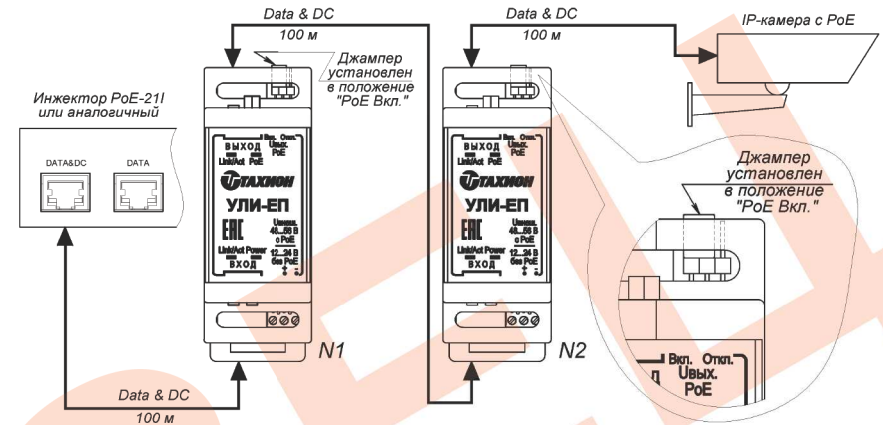 Data & DC
100 м
Data & DC
100 м
IP-камера с PoE
Джампер
установлен
в положение
"PoE Вкл."
Инжектор PoE-21I
или аналогичный
DATA&DC
DATA
Вкл. Откл.
ВЫХОД Uвых.
Link/Act PoE PoE
ТАХИОН
УЛИ-ЕП
EAC
Uвнеш.
48...56 В
с PoE
Link/Act Power
12...24 В
ВХОД
без PoE
+ -
N1
Вкл. Откл.
ВЫХОД Uвых.
Link/Act PoE PoE
ТАХИОН
УЛИ-ЕП
EAC
Uвнеш.
48...56 В
с PoE
Link/Act Power
12...24 В
ВХОД
без PoE
+ -
N2
Джампер
установлен
в положение
"PoE Вкл."
Вкл. Откл.
Д Uвых.
PoE
Data & DC
100 м